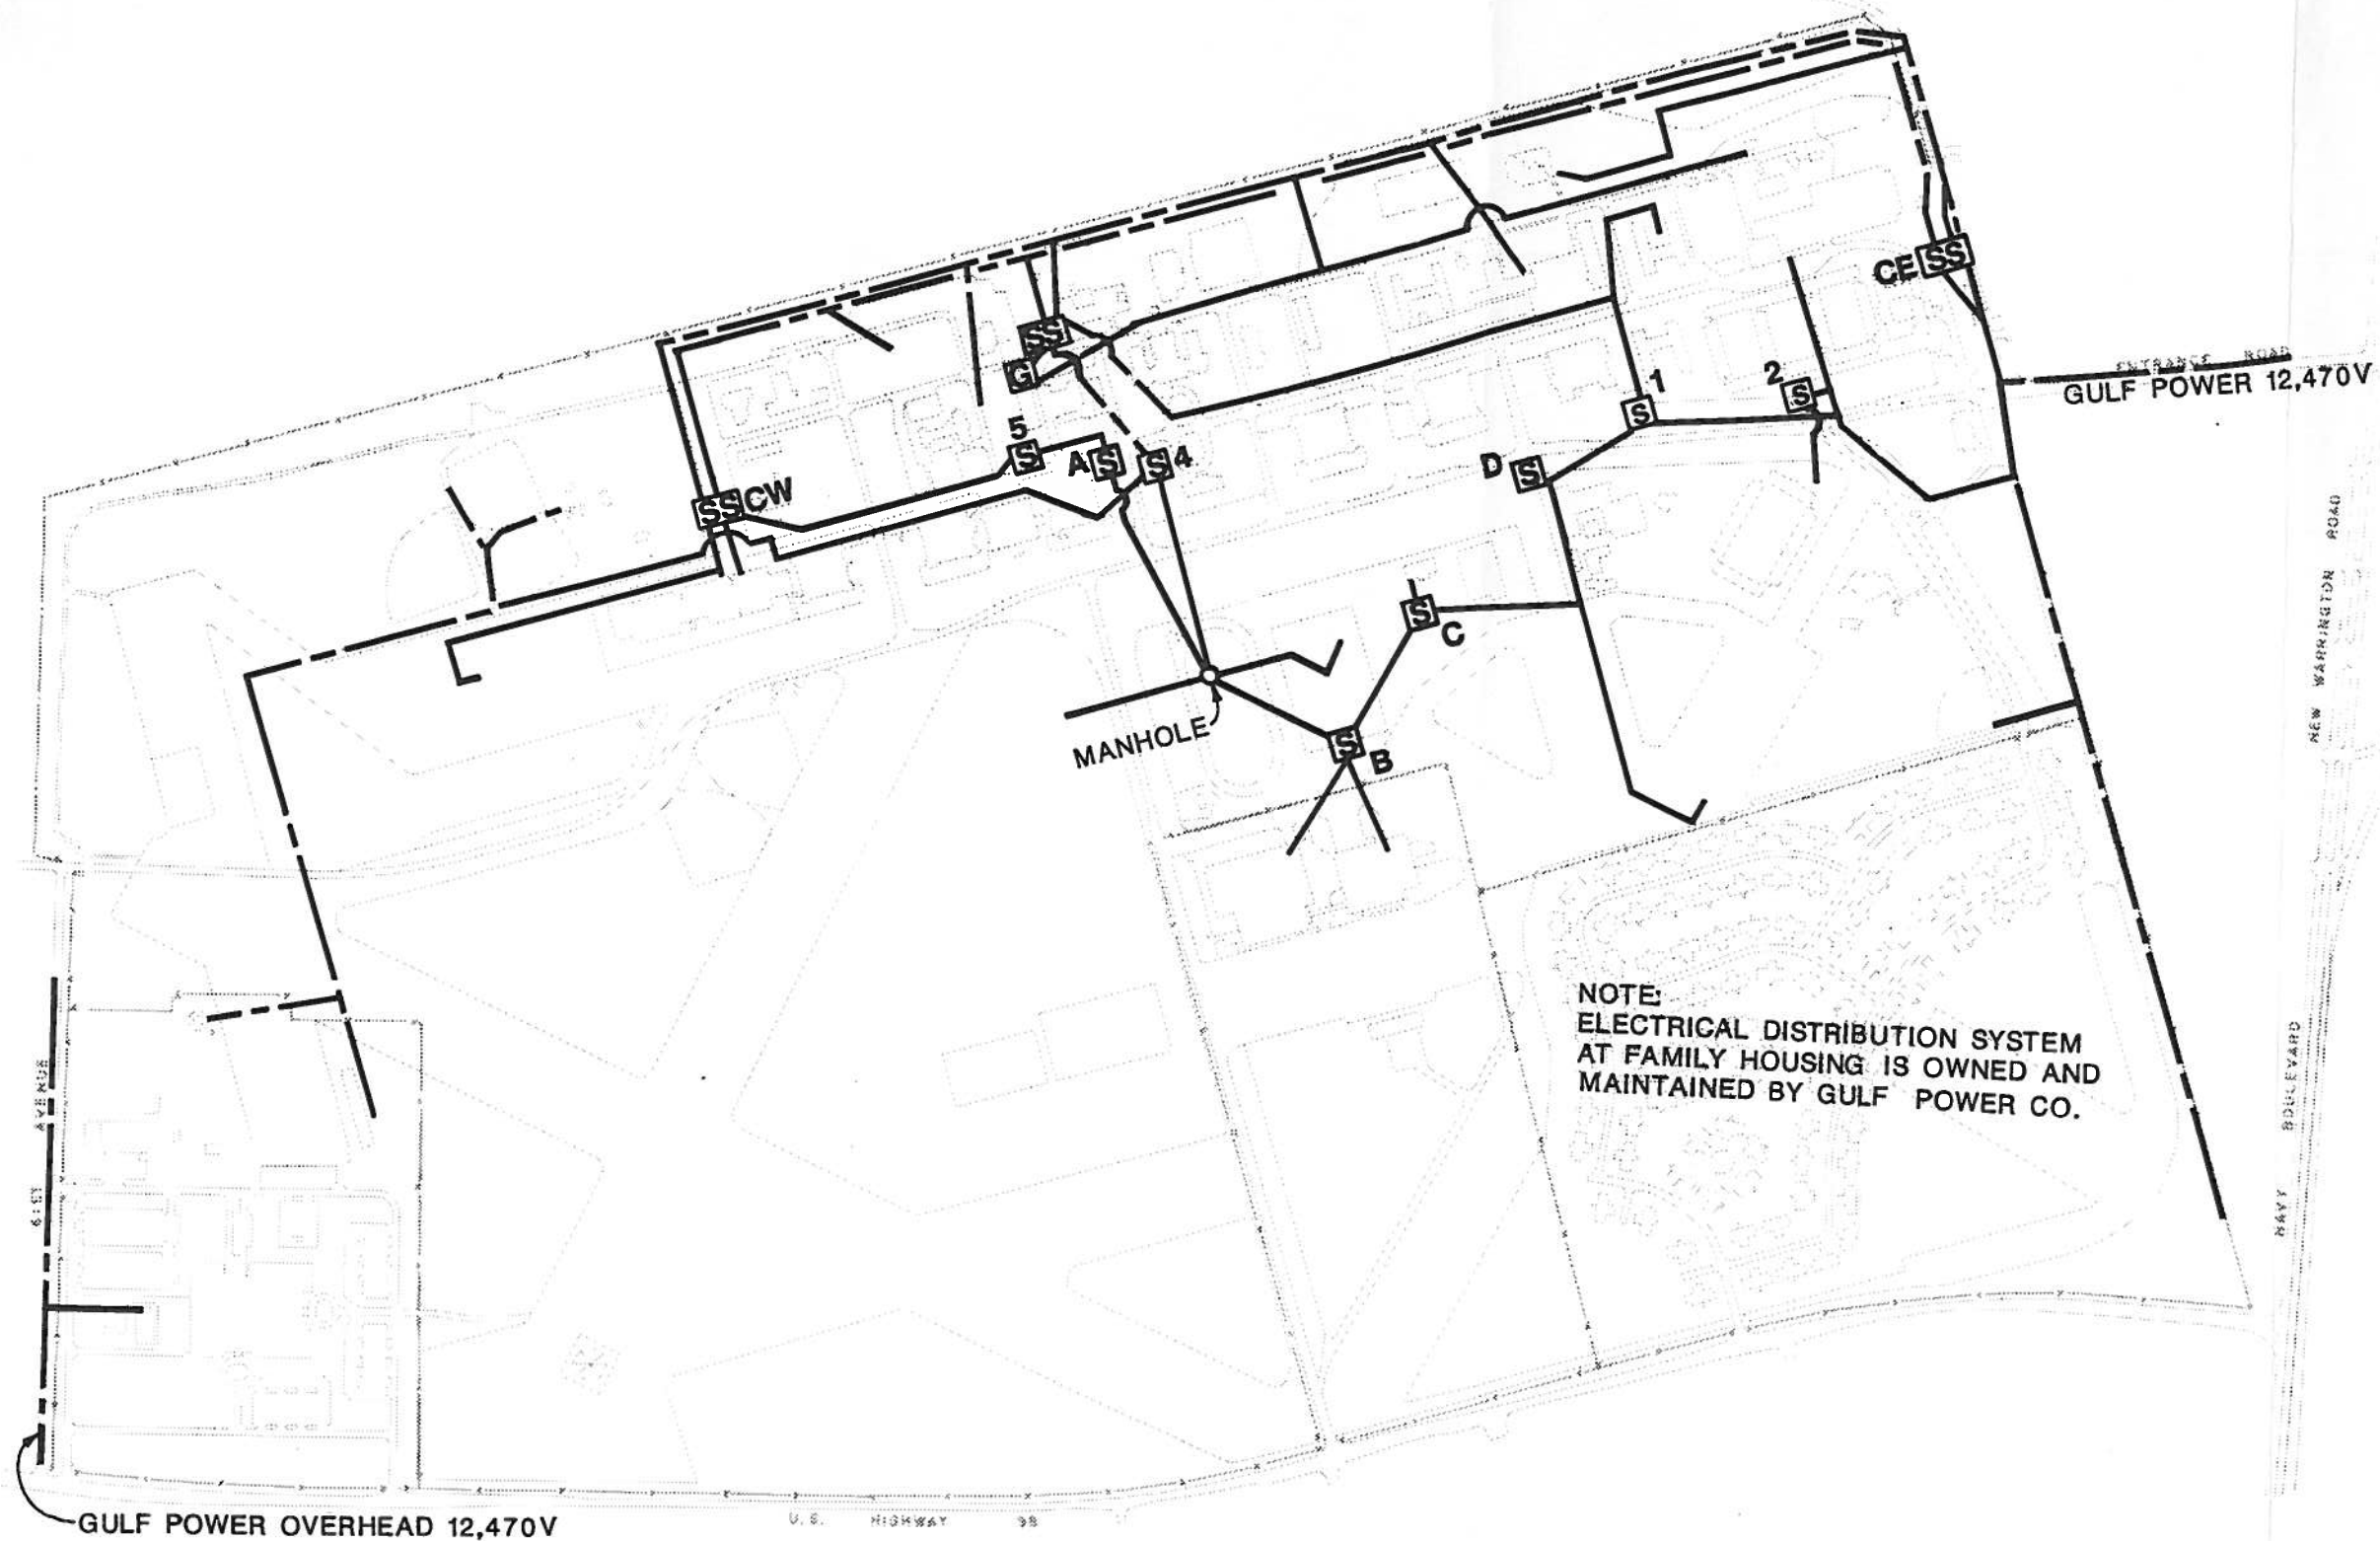 CE SS
ENTRANCE ROAD
GULF POWER 12,470V
SS
G
1
2
S
S
5
S
A S
S 4
D S
SS CW
NEW WARRINGTON ROAD
S
C
MANHOLE
S
B
NOTE:
ELECTRICAL DISTRIBUTION SYSTEM
AT FAMILY HOUSING IS OWNED AND
MAINTAINED BY GULF POWER CO.
AVENUE
NAVY BOULEVARD
GULF POWER OVERHEAD 12,470V
U.S. HIGHWAY 98